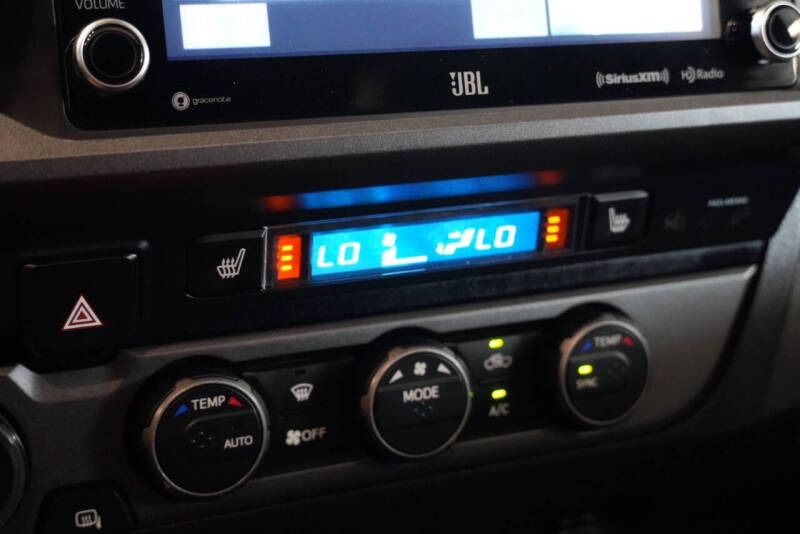 VOLUME
gracenote
JBL
SiriusXM
HD Radio
LO LO
TEMP
AUTO
OFF
MODE
A/C
TEMP
SYNC